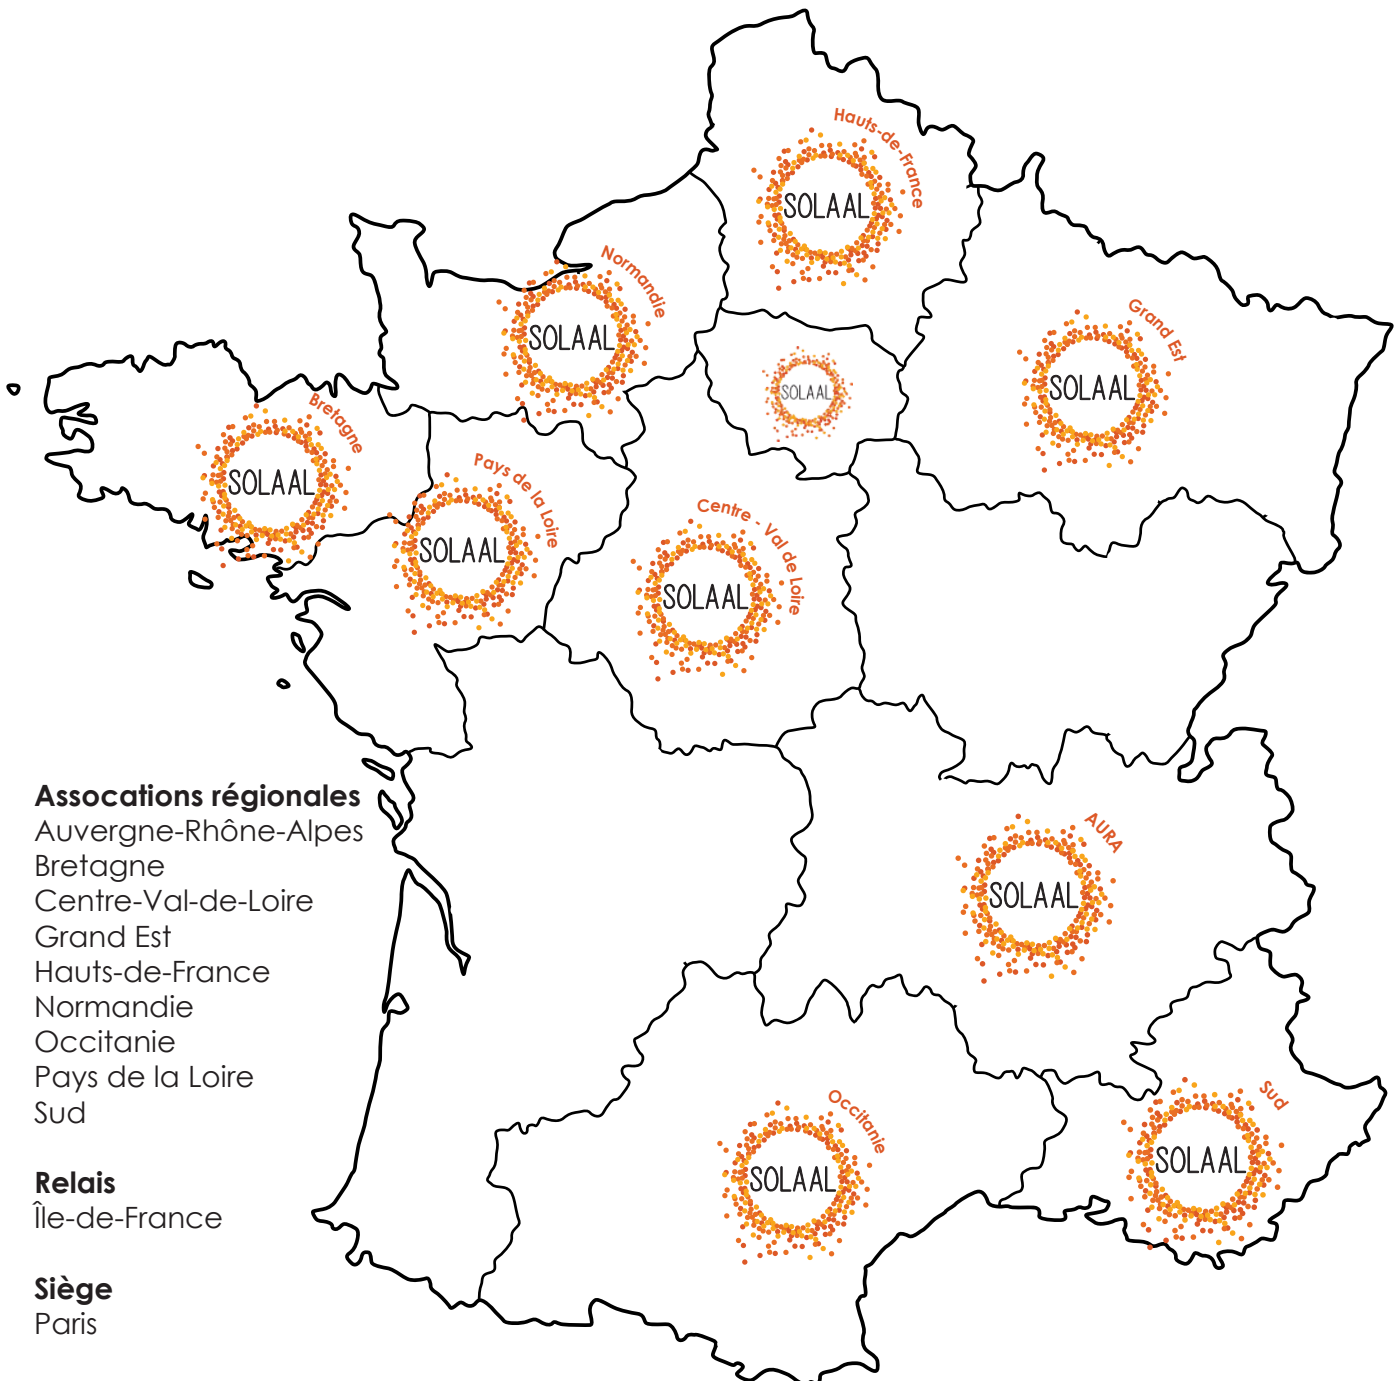 Hauts-de-France
SOLAAL
Normandie
SOLAAL
Grand Est
SOLAAL
SOLAAL
Bretagne
SOLAAL
Pays de la Loire
SOLAAL
Centre - Val de Loire
SOLAAL
AURA
SOLAAL
Occitanie
SOLAAL
Sud
SOLAAL
Assocations régionales
Auvergne-Rhône-Alpes
Bretagne
Centre-Val-de-Loire
Grand Est
Hauts-de-France
Normandie
Occitanie
Pays de la Loire
Sud
Relais
Île-de-France
Siège
Paris